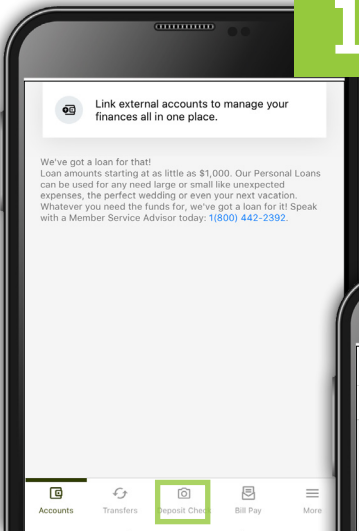 1
Link external accounts to manage your
finances all in one place.
We've got a loan for that!
Loan amounts starting at as little as $1,000. Our Personal Loans
can be used for any need large or small like unexpected
expenses, the perfect wedding or even your next vacation.
Whatever you need the funds for, we've got a loan for it! Speak
with a Member Service Advisor today: 1(800) 442-2392.
Accounts Transfers Deposit Check Bill Pay More